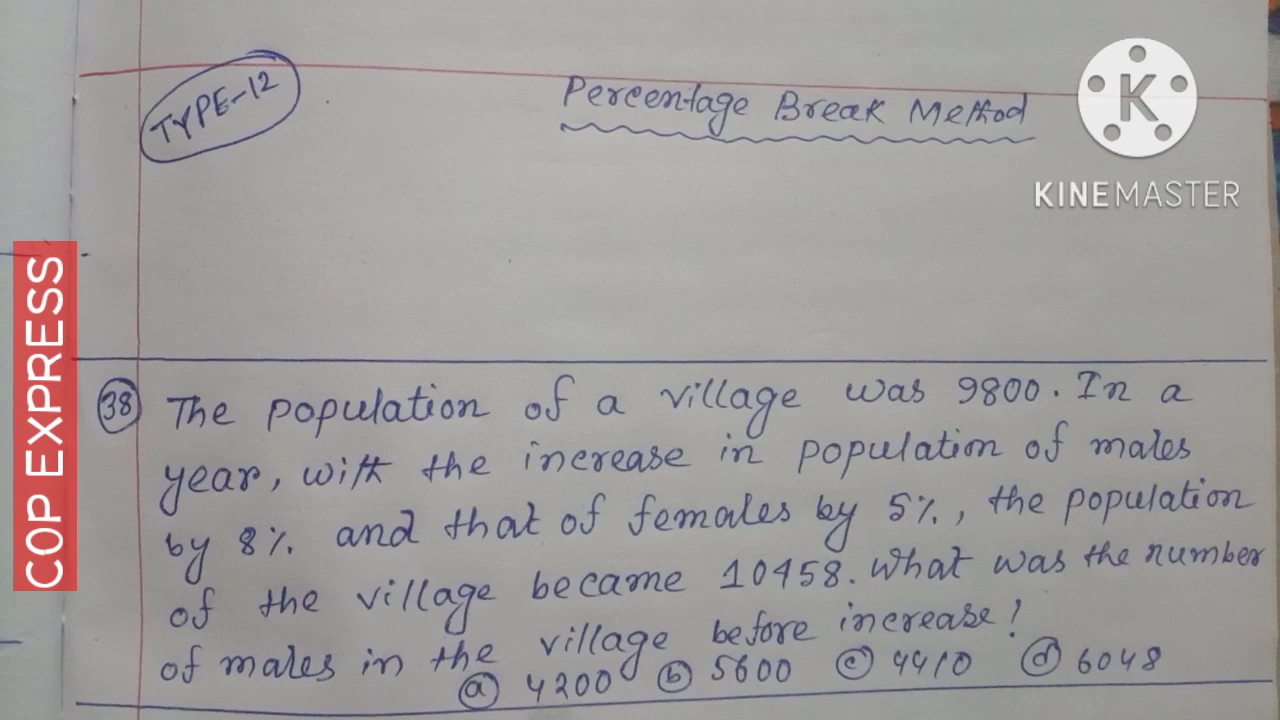 TYPE-12
Percentage Break Method
K
KINEMASTER
COP EXPRESS
38 The population of a village was 9800. In a
year, with the increase in population of males
by 8% and that of females by 5%, the population
of the village became 10458. What was the number
of males in the village before increase!
(a) 4200 (b) 5600 (c) 4410 (d) 6048